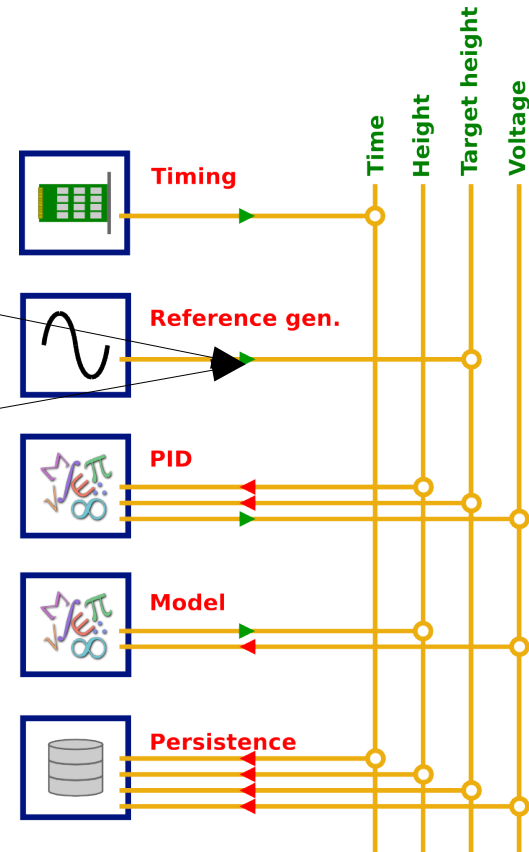 Time
Height
Target height
Voltage
Timing
Reference gen.
PID
Model
Persistence